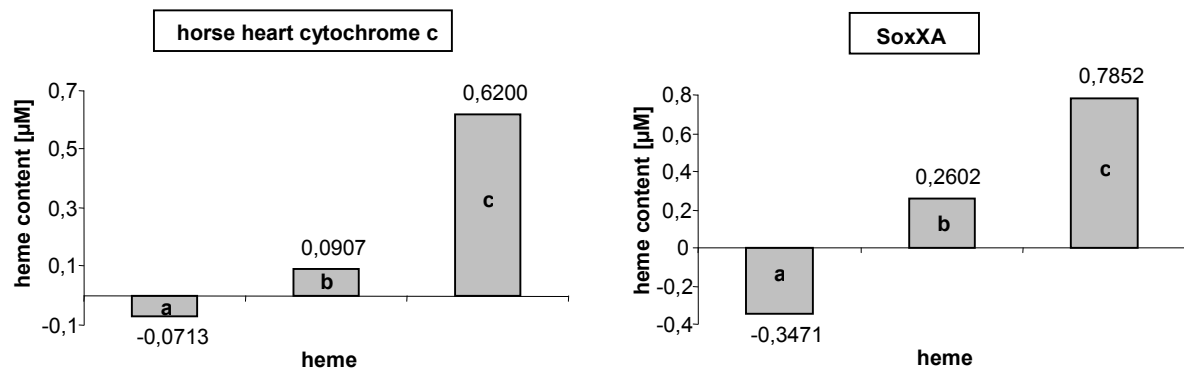 horse heart cytochrome c
heme content [µM]
0,7
0,5
0,3
0,1
-0,1
0,6200
0,0907
-0,0713
a
b
c
heme
SoxXA
heme content [µM]
0,8
0,6
0,4
0,2
0
-0,2
-0,4
0,7852
0,2602
-0,3471
a
b
c
heme